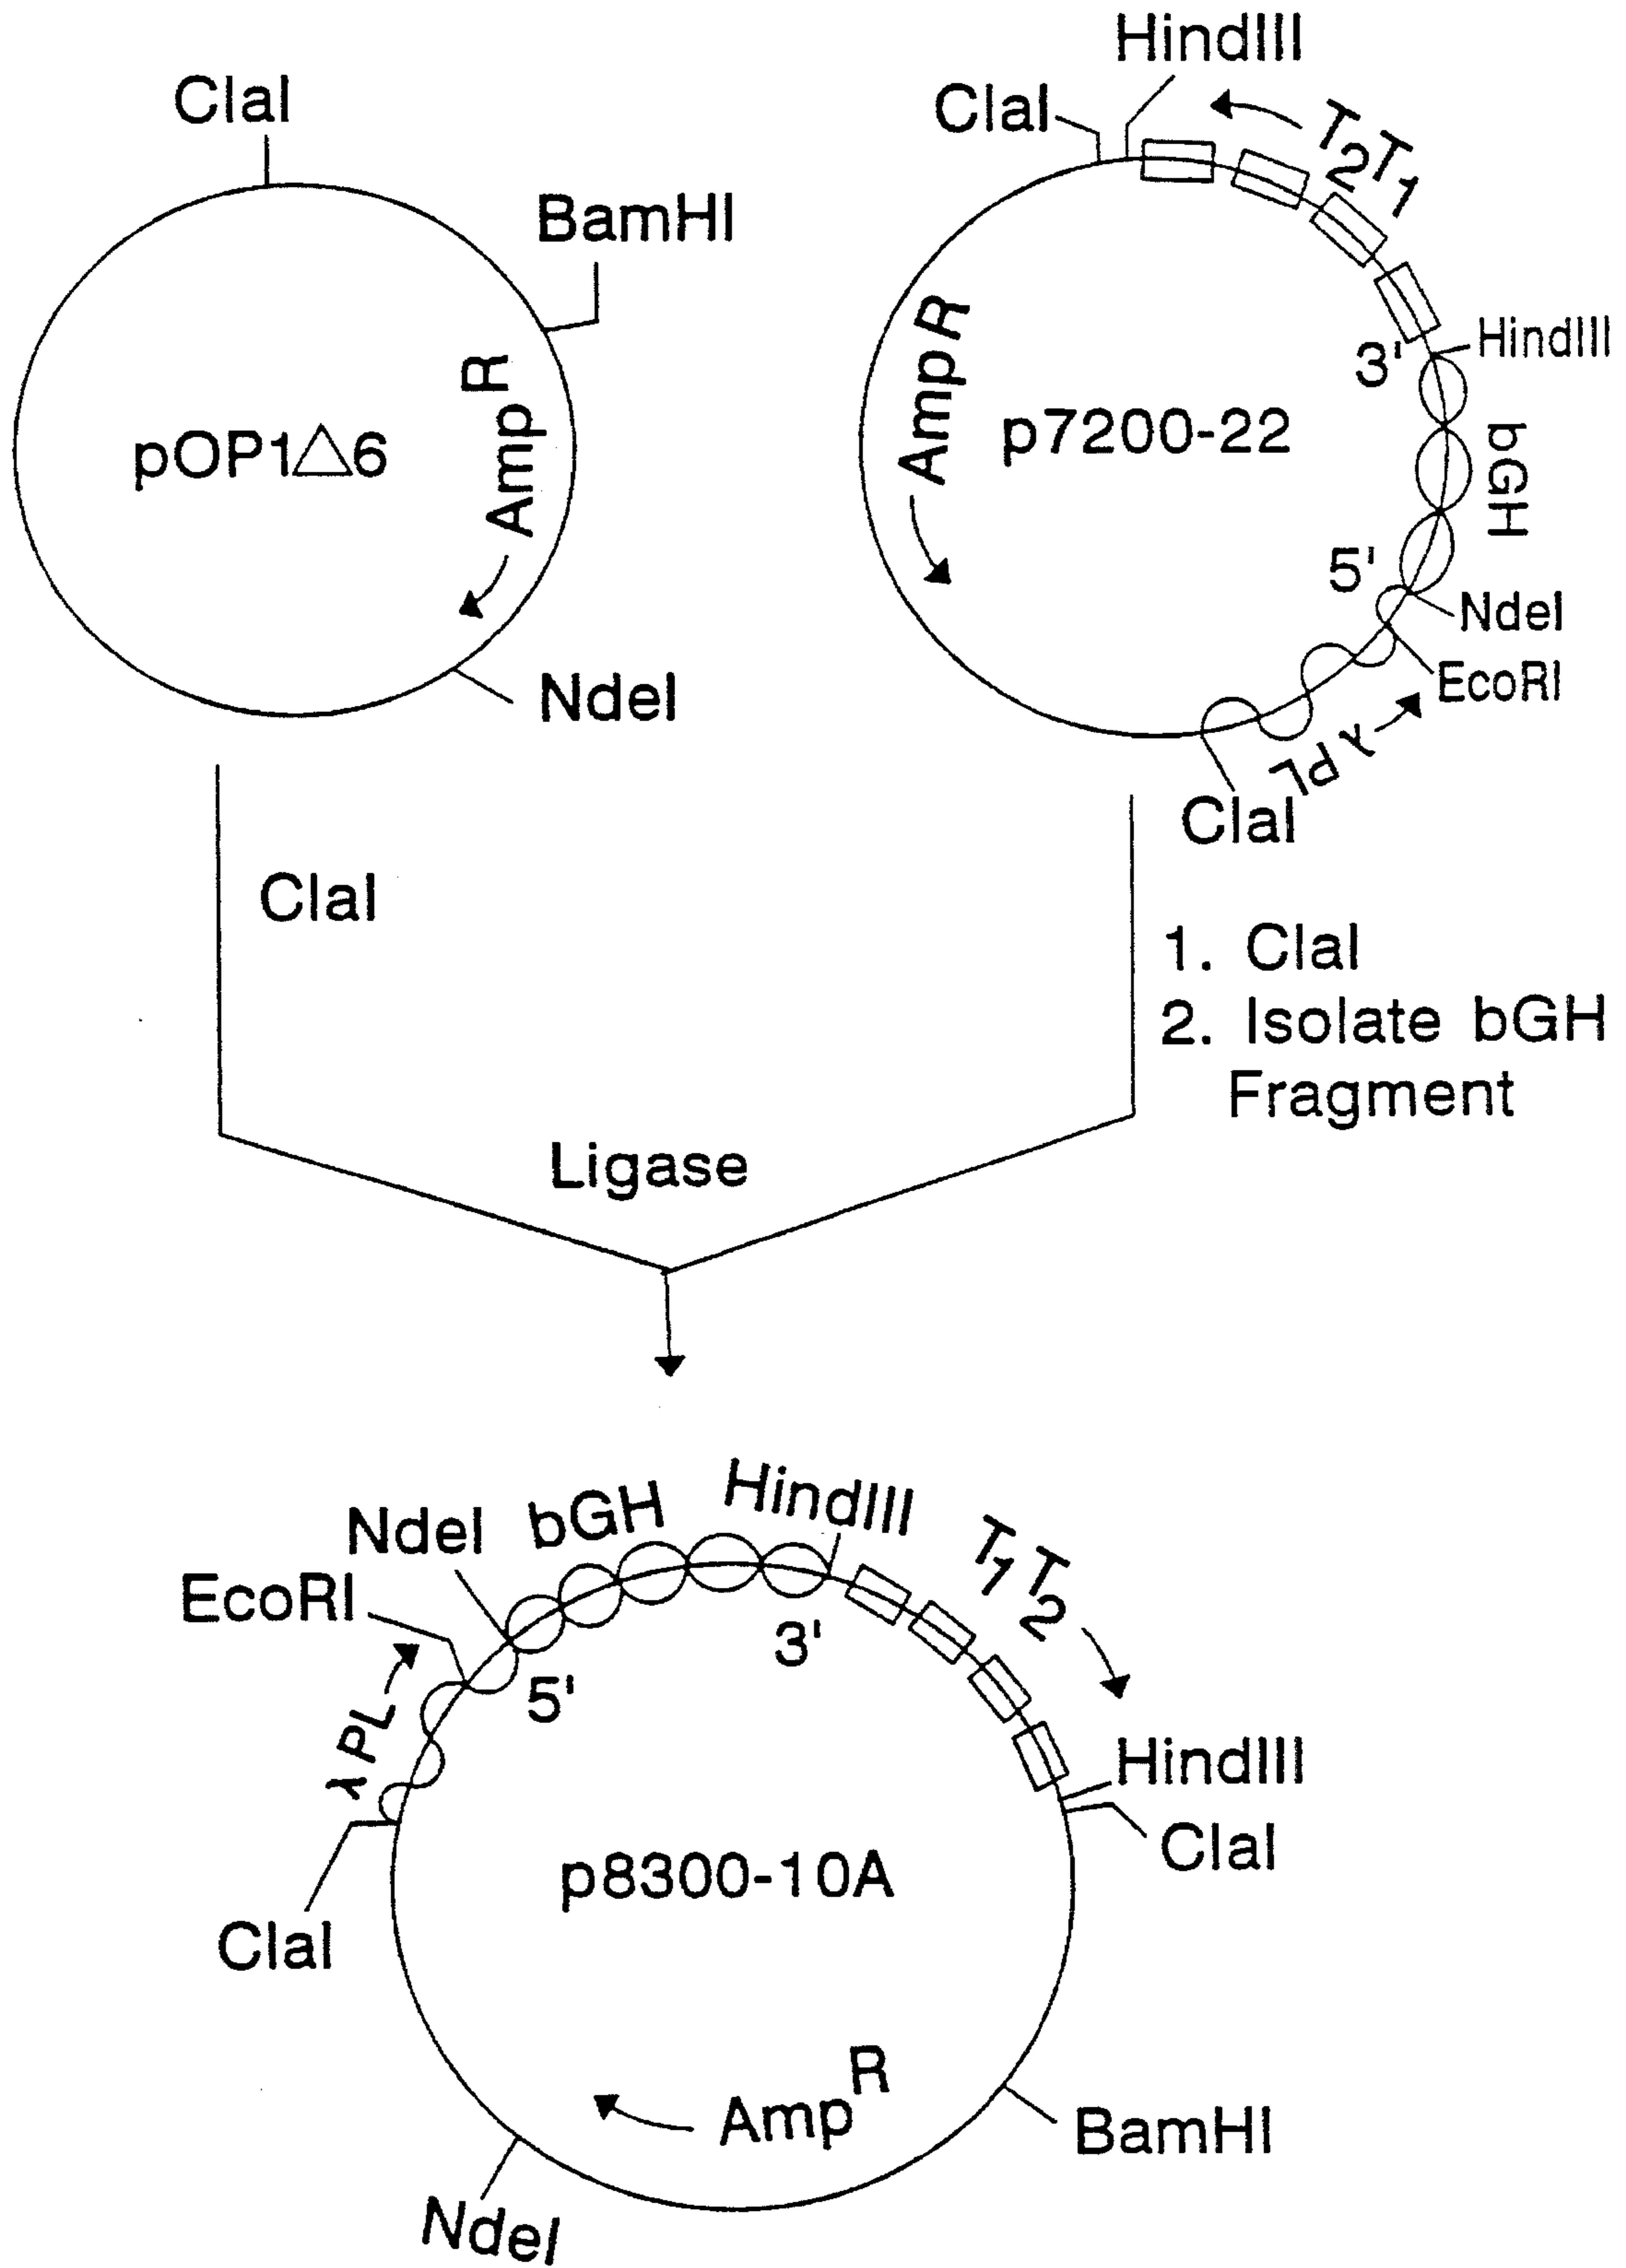 ClaI
BamHI
Amp R
pOP1△6
NdeI
HindIII
ClaI
T2T1
HindIII
3'
AmpR
p7200-22
bGH
5'
NdeI
EcoRI
λ PL
ClaI
ClaI
1. ClaI
2. Isolate bGH
Fragment
Ligase
NdeI
bGH
HindIII
T1T2
EcoRI
3'
5'
λ PL
HindIII
ClaI
p8300-10A
ClaI
Amp R
BamHI
NdeI